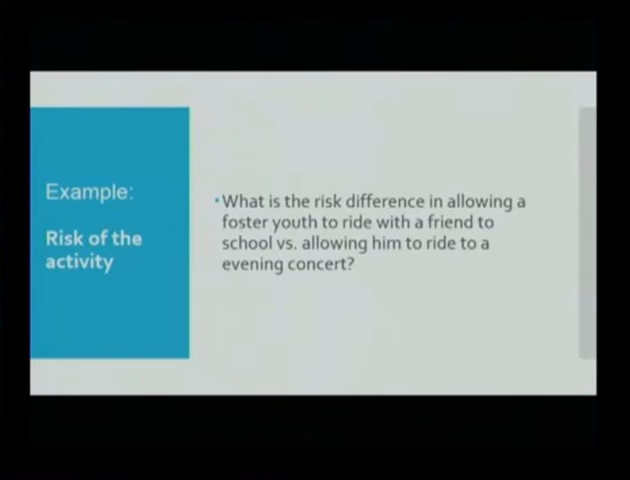 Example:
Risk of the
activity
• What is the risk difference in allowing a
foster youth to ride with a friend to
school vs. allowing him to ride to a
evening concert?